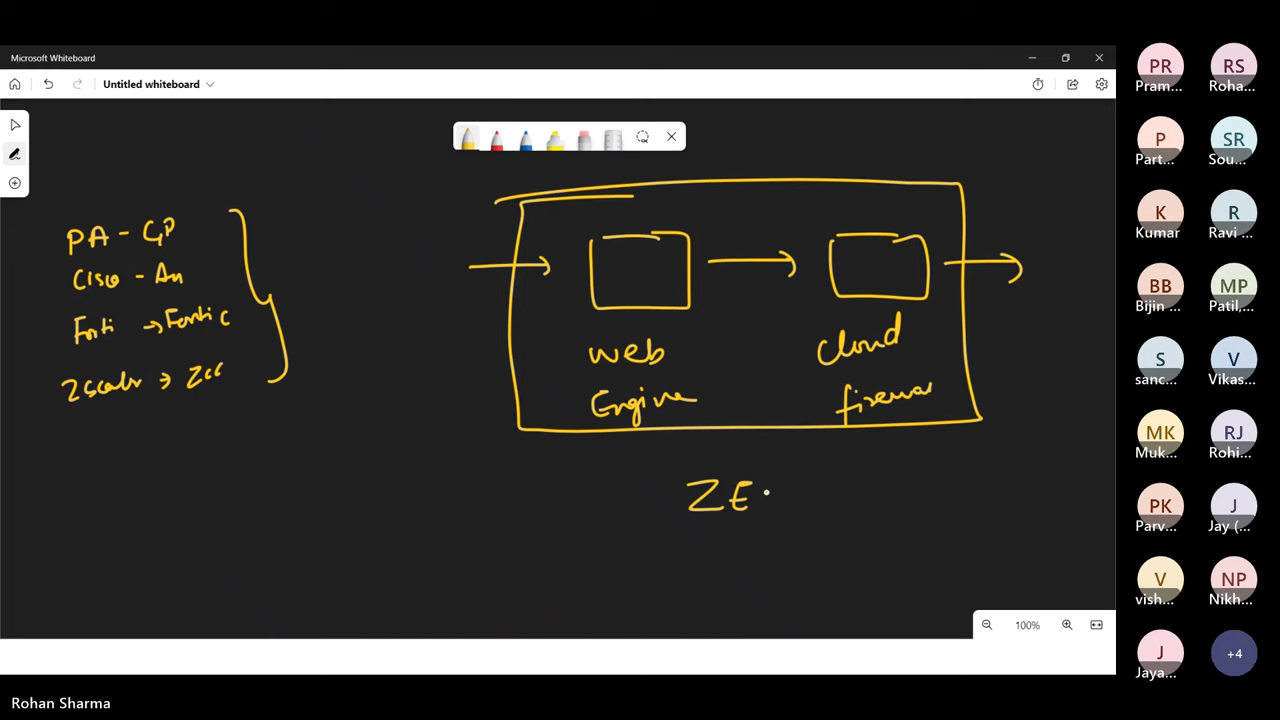 Microsoft Whiteboard
Untitled whiteboard
PA - GP
Cisco - An
Forti → Fortic
Zscalr → Zcc
web
Engine
cloud
firewa
ZE
100%
PR
Pram...
RS
Roha...
P
Part...
SR
Sou...
K
Kumar
R
Ravi ...
BB
Bijin ...
MP
Patil,...
S
sanc...
V
Vikas...
MK
Muk...
RJ
Rohi...
PK
Parv...
J
Jay (...
V
vish...
NP
Nikh...
J
Jaya...
+4
Rohan Sharma